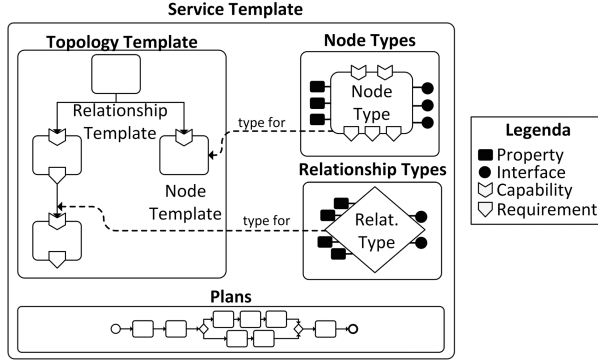 Service Template
Topology Template
Relationship
Template
Node
Template
type for
type for
Node Types
Node
Type
Relationship Types
Relat.
Type
Plans
Legenda
Property
Interface
Capability
Requirement